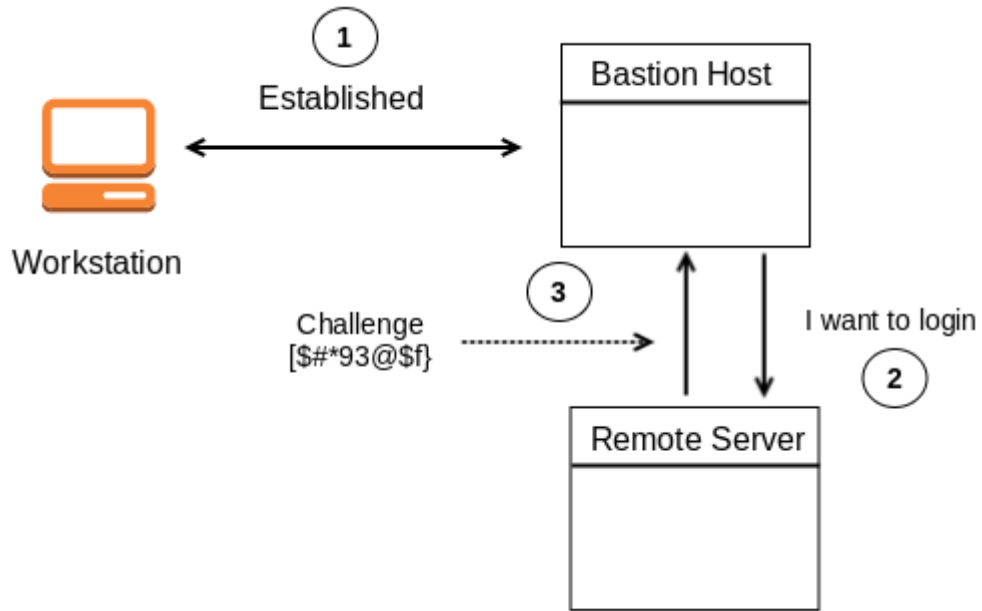 1
Established
Bastion Host
Workstation
3
Challenge
[$#*93@$f}
I want to login
2
Remote Server